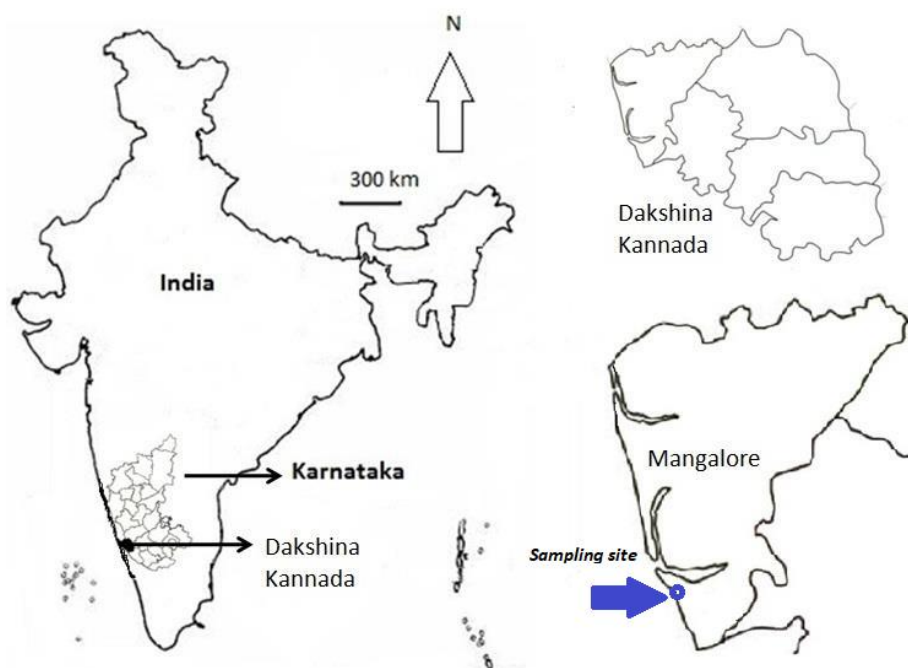 N
300 km
India
Karnataka
Dakshina
Kannada
Dakshina
Kannada
Mangalore
Sampling site